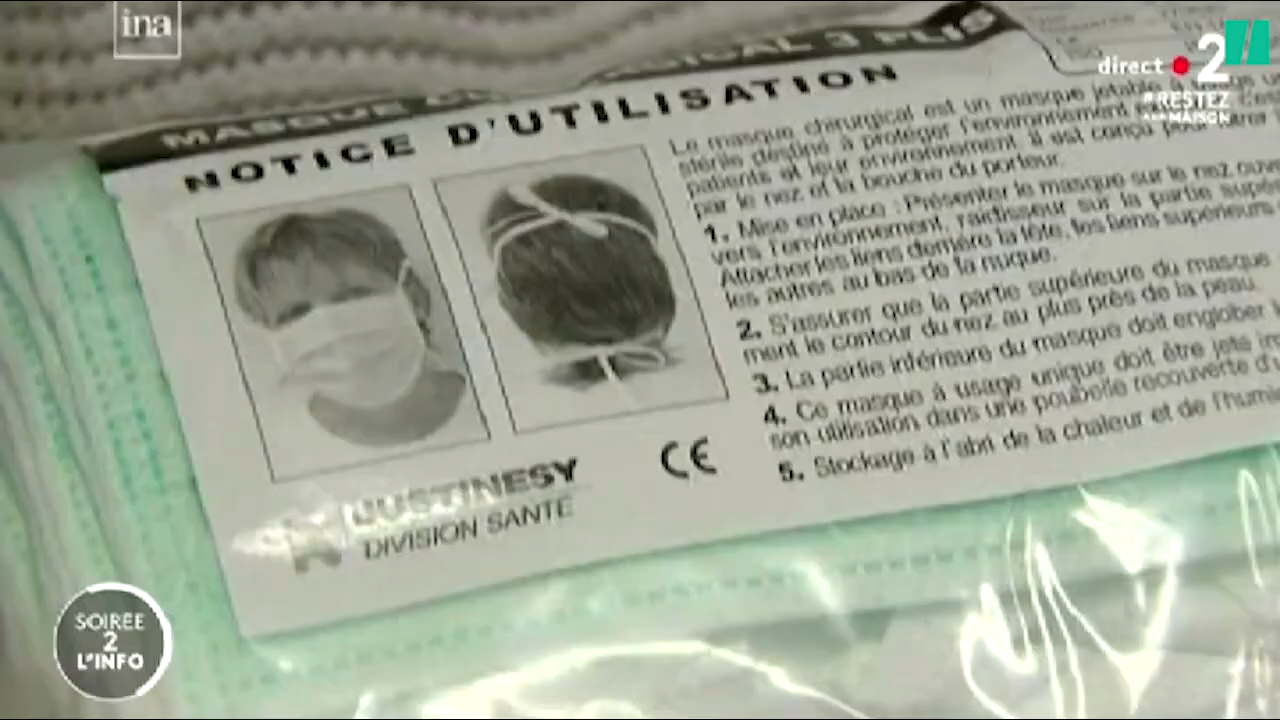 ina
direct 2
#RESTEZ
MAISON
MASQUE
3 PLIS
NOTICE D'UTILISATION
Le masque chirurgical est un masque jetable
stérile destiné à protéger l'environnement
patients et leur environnement. Il est conçu pour
par le nez et la bouche du porteur.
1. Mise en place : Présenter le masque sur le nez
vers l'environnement, raidisseur sur la partie
Attacher les liens derrière la tête, les liens supérieurs
les autres au bas de la nuque.
2. S'assurer que la partie supérieure du masque
ment le contour du nez au plus près de la peau.
3. La partie inférieure du masque doit englober
4. Ce masque à usage unique doit être jeté
son utilisation dans une poubelle recouverte
5. Stockage à l'abri de la chaleur et de
CE
DIVISION SANTE
SOIRÉE
2
L'INFO